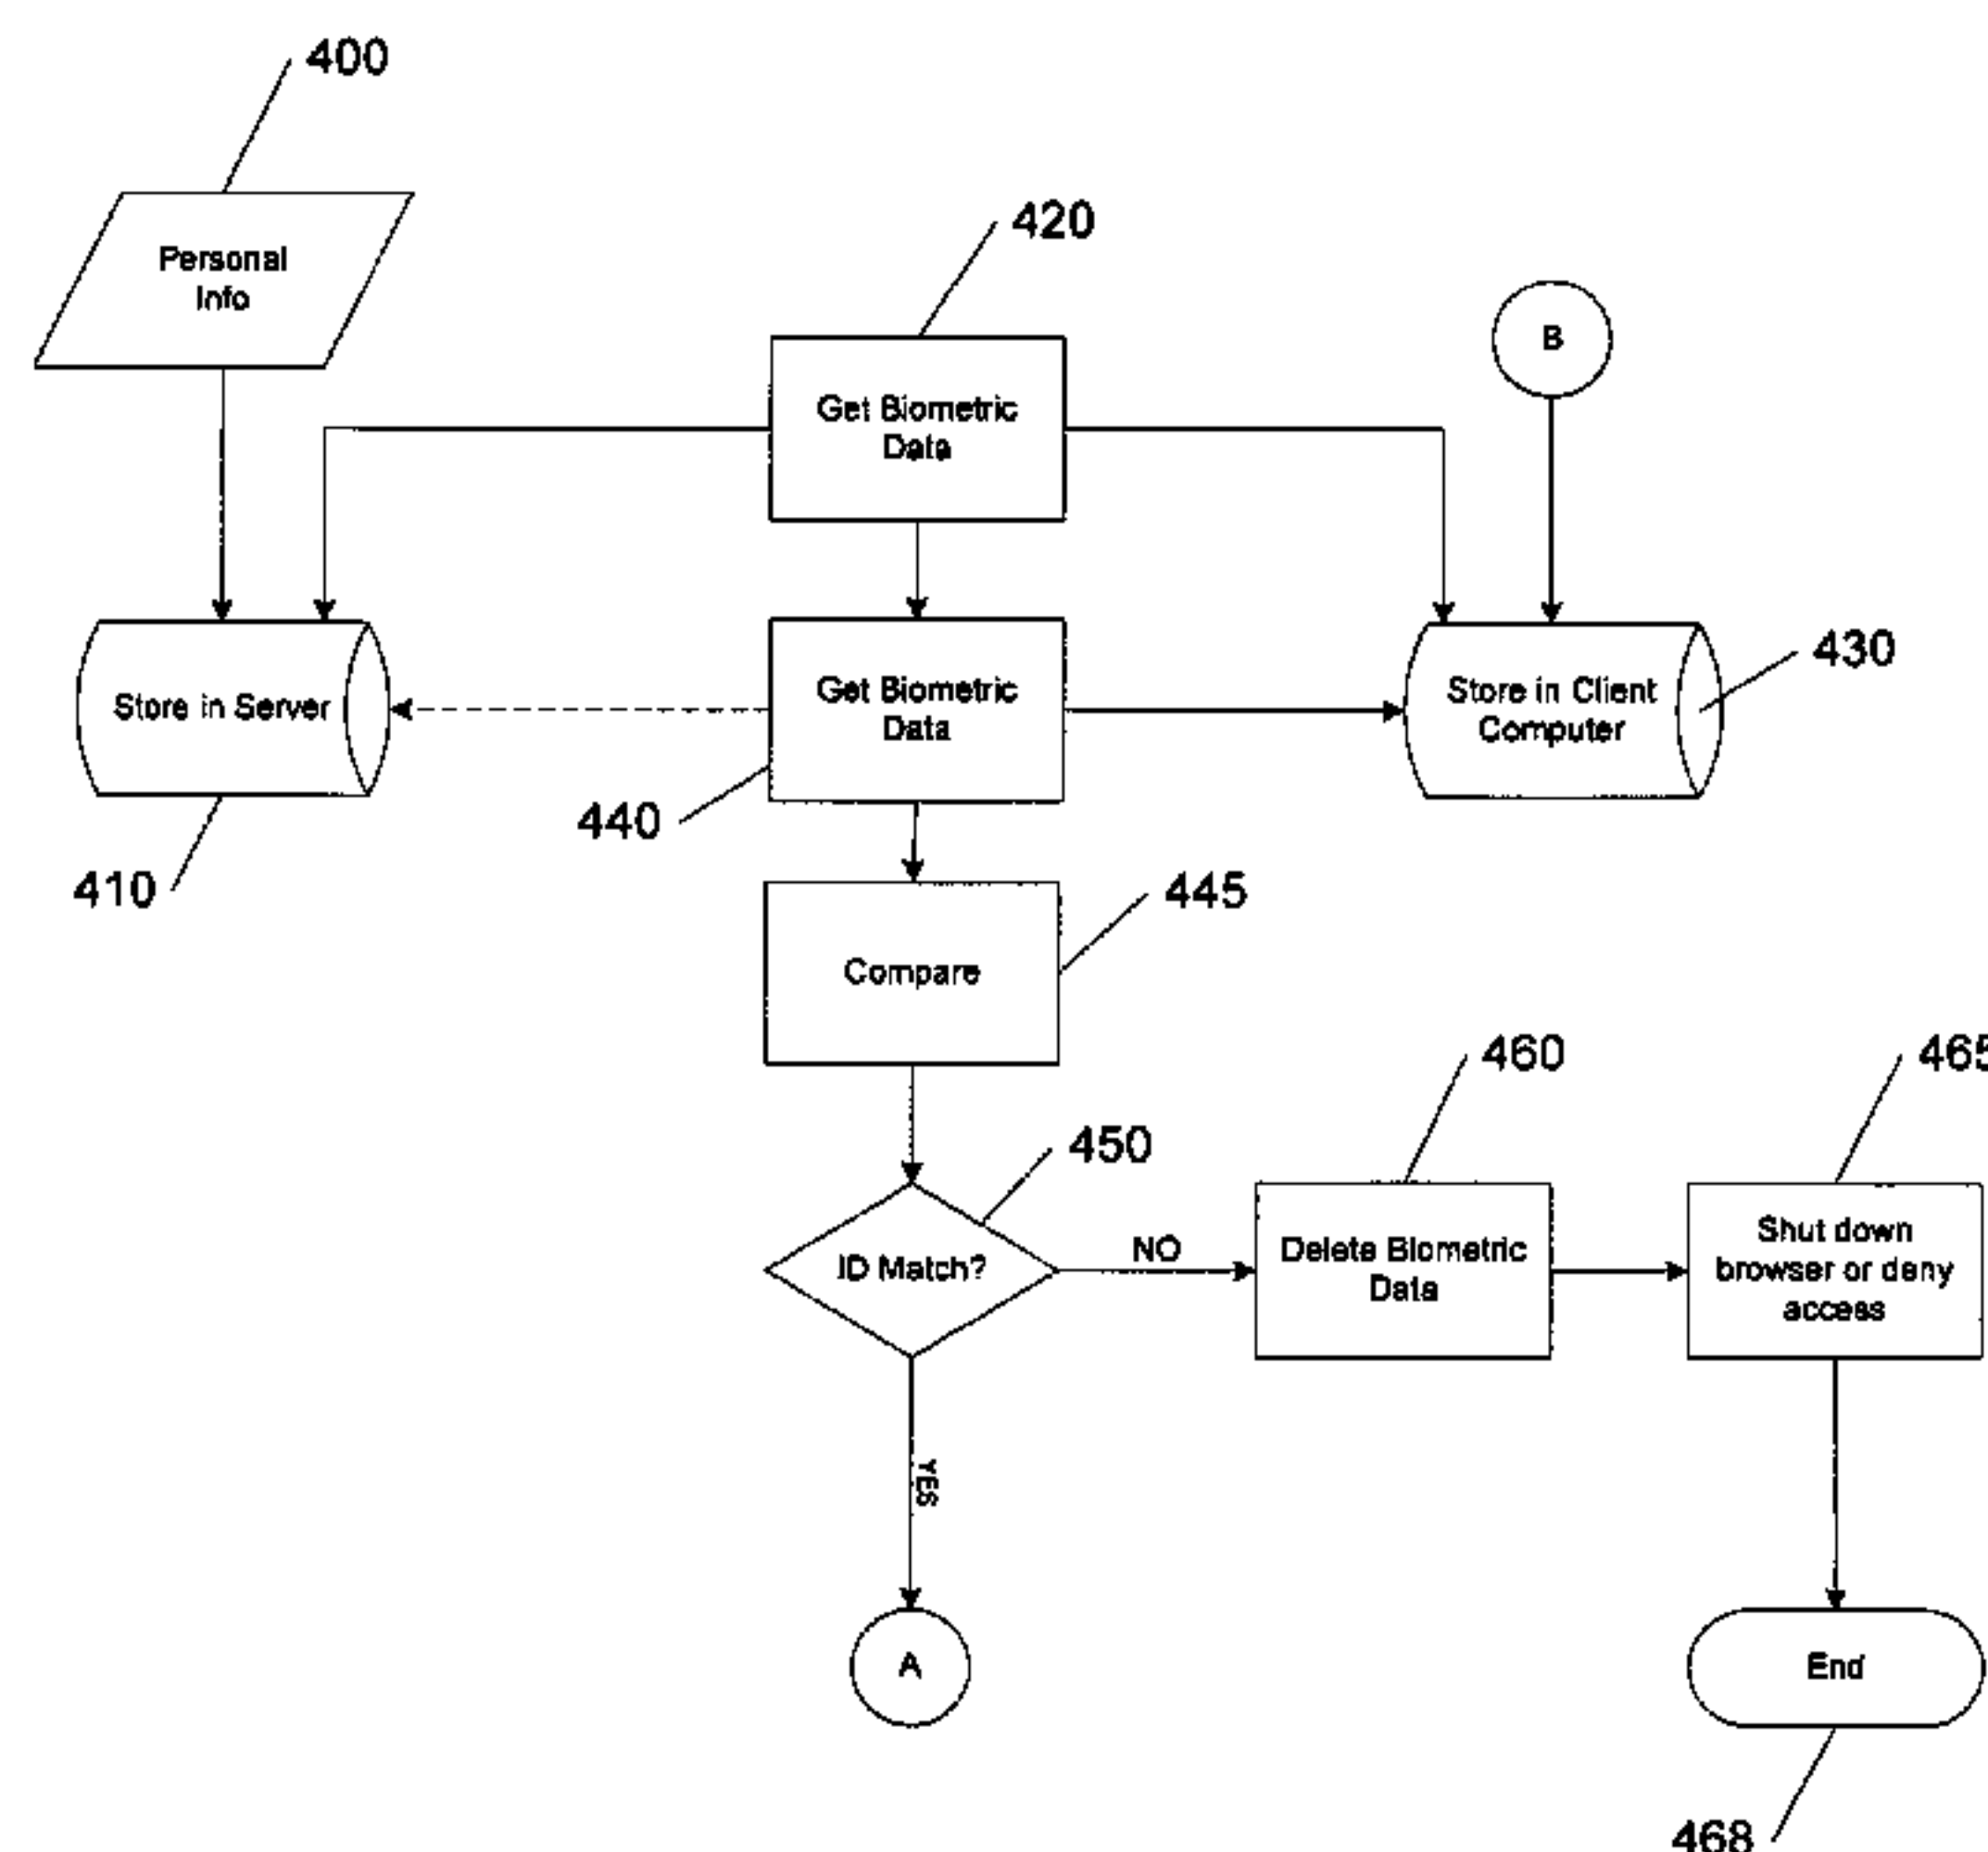 400
Personal
Info
420
Get Biometric
Data
B
Store in Server
410
Get Biometric
Data
440
Store in Client
Computer
430
Compare
445
450
ID Match?
NO
YES
460
Delete Biometric
Data
465
Shut down
browser or deny
access
A
End
468